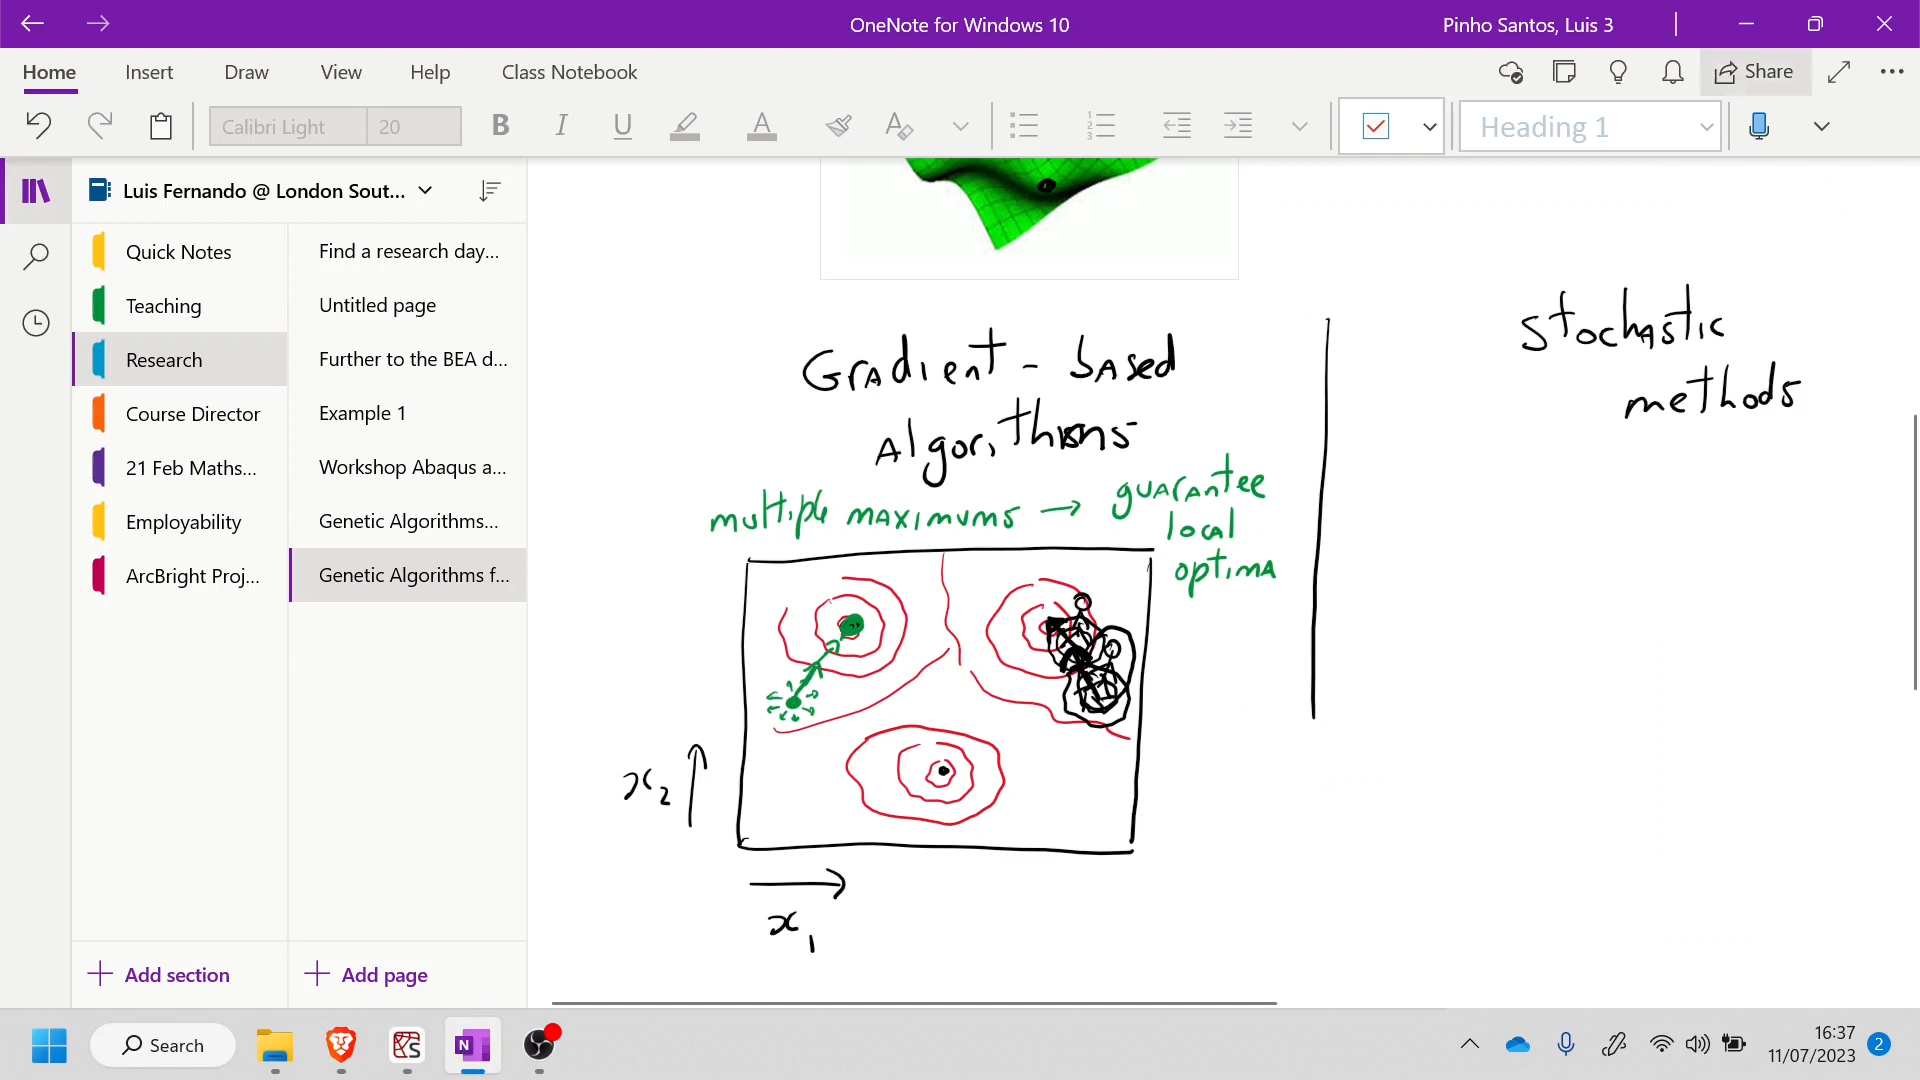 OneNote for Windows 10
Pinho Santos, Luis 3
Home
Insert
Draw
View
Help
Class Notebook
Share
Calibri Light
20
B
I
U
A
A
Heading 1
Luis Fernando @ London Sout...
Quick Notes
Teaching
Research
Course Director
21 Feb Maths...
Employability
ArcBright Proj...
Find a research day...
Untitled page
Further to the BEA d...
Example 1
Workshop Abaqus a...
Genetic Algorithms...
Genetic Algorithms f...
Add section
Add page
Gradient - based
Algorithms
multiple maximums → guarantee
local
optima
x₂
x₁
stochastic
methods
Search
16:37
11/07/2023
2